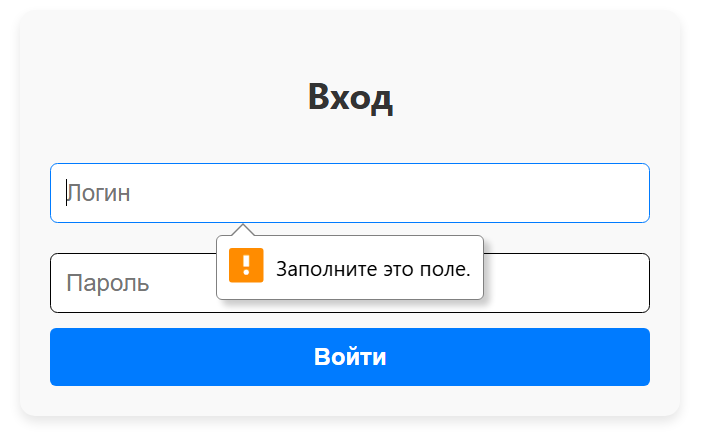 Вход
Логин
Заполните это поле.
Пароль
Войти